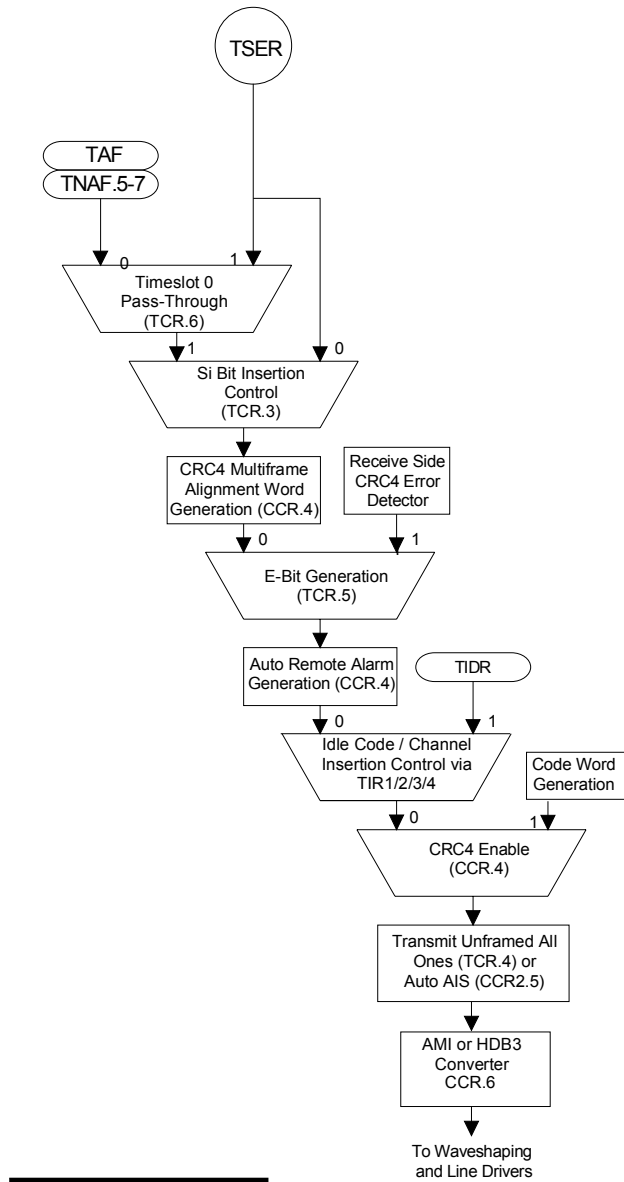 TSER
TAF
TNAF.5-7
0
1
Timeslot 0
Pass-Through
(TCR.6)
1
0
Si Bit Insertion
Control
(TCR.3)
CRC4 Multiframe
Alignment Word
Generation (CCR.4)
Receive Side
CRC4 Error
Detector
0
1
E-Bit Generation
(TCR.5)
Auto Remote Alarm
Generation (CCR.4)
TIDR
0
1
Idle Code / Channel
Insertion Control via
TIR1/2/3/4
Code Word
Generation
0
1
CRC4 Enable
(CCR.4)
Transmit Unframed All
Ones (TCR.4) or
Auto AIS (CCR2.5)
AMI or HDB3
Converter
CCR.6
To Waveshaping
and Line Drivers